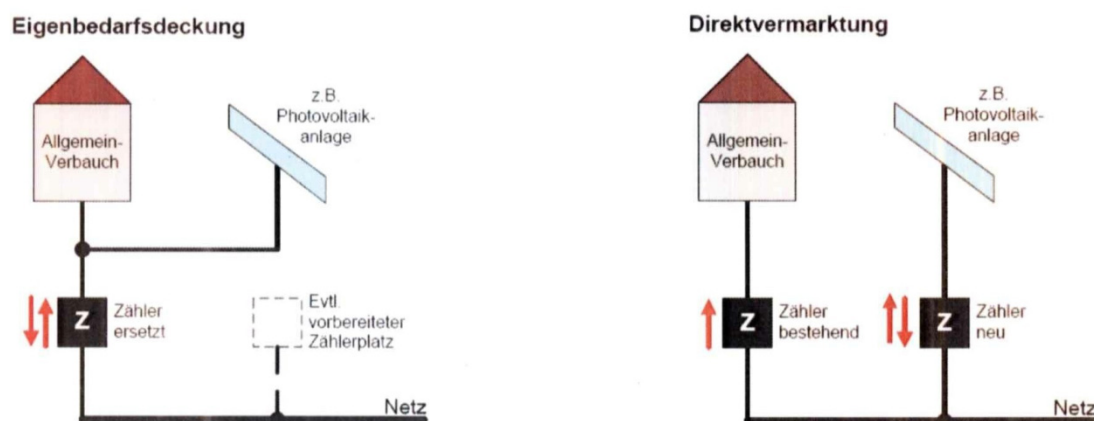 Eigenbedarfsdeckung
z.B.
Photovoltaik-
anlage
Allgemein-
Verbauch
Z
Zähler
ersetzt
Evtl.
vorbereiteter
Zählerplatz
Netz
Direktvermarktung
z.B.
Photovoltaik-
anlage
Allgemein-
Verbauch
Z
Zähler
bestehend
Z
Zähler
neu
Netz